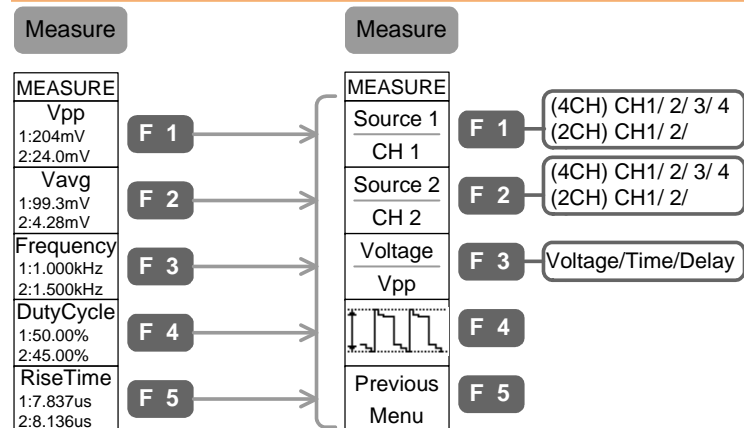 Measure
MEASURE
Vpp
1:204mV
2:24.0mV
F 1
Vavg
1:99.3mV
2:4.28mV
F 2
Frequency
1:1.000kHz
2:1.500kHz
F 3
DutyCycle
1:50.00%
2:45.00%
F 4
RiseTime
1:7.837us
2:8.136us
F 5
Measure
MEASURE
Source 1
CH 1
F 1
(4CH) CH1/ 2/ 3/ 4
(2CH) CH1/ 2/
Source 2
CH 2
F 2
(4CH) CH1/ 2/ 3/ 4
(2CH) CH1/ 2/
Voltage
Vpp
F 3
Voltage/Time/Delay
F 4
Previous
Menu
F 5